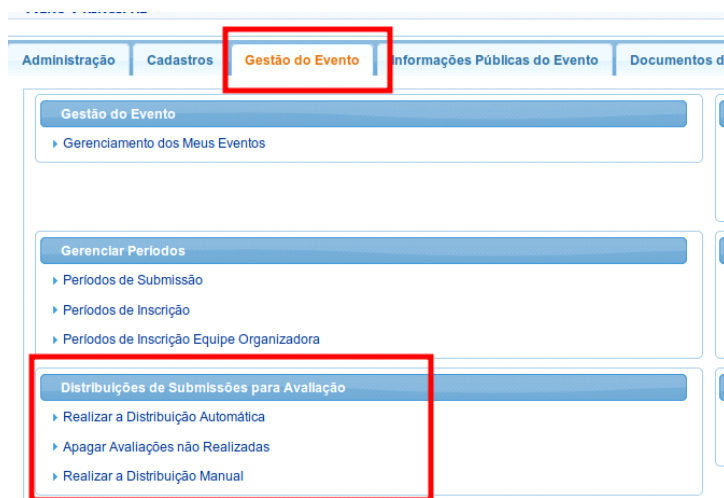 Administração Cadastros Gestão do Evento Informações Públicas do Evento Documentos d
Gestão do Evento
Gerenciamento dos Meus Eventos
Gerenciar Períodos
Períodos de Submissão
Períodos de Inscrição
Períodos de Inscrição Equipe Organizadora
Distribuições de Submissões para Avaliação
Realizar a Distribuição Automática
Apagar Avaliações não Realizadas
Realizar a Distribuição Manual